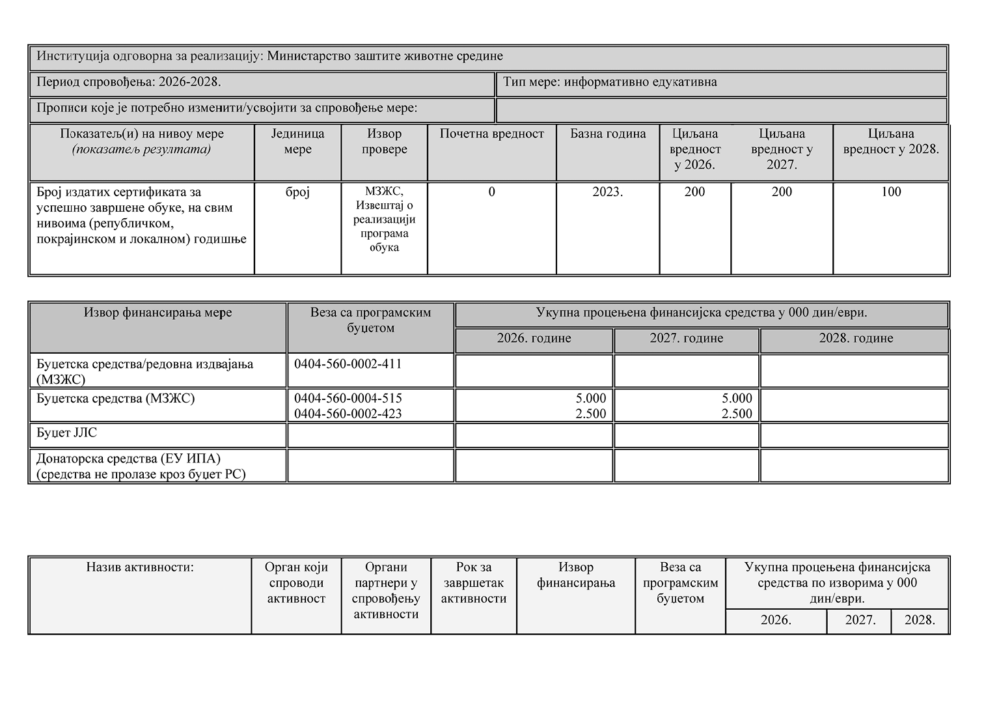 Институција одговорна за реализацију: Министарство заштите животне средине
Период спровођења: 2026-2028.
Тип мере: информативно едукативна
Прописи које је потребно изменити/усвојити за спровођење мере:
Показатељ(и) на нивоу мере
(показатељ резултата)
Јединица
мере
Извор
провере
Почетна вредност
Базна година
Циљана
вредност
у 2026.
Циљана
вредност у
2027.
Циљана
вредност у 2028.
Број издатих сертификата за
успешно завршене обуке, на свим
нивоима (републичком,
покрајинском и локалном) годишње
број
МЗЖС,
Извештај о
реализацији
програма
обука
0
2023.
200
200
100
Извор финансирања мере
Веза са програмским
буџетом
Укупна процењена финансијска средства у 000 дин/еври.
2026. године
2027. године
2028. године
Буџетска средства/редовна издвајања
(МЗЖС)
0404-560-0002-411
Буџетска средства (МЗЖС)
0404-560-0004-515
0404-560-0002-423
5.000
2.500
5.000
2.500
Буџет ЈЛС
Донаторска средства (ЕУ ИПА)
(средства не пролазе кроз буџет РС)
Назив активности:
Орган који
спроводи
активност
Органи
партнери у
спровођењу
активности
Рок за
завршетак
активности
Извор
финансирања
Веза са
програмским
буџетом
Укупна процењена финансијска
средства по изворима у 000
дин/еври.
2026.
2027.
2028.